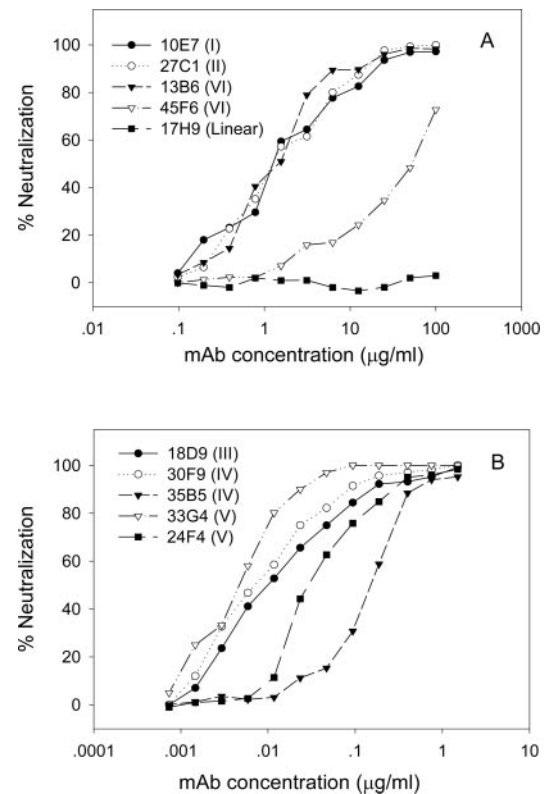 A
10E7 (I)
27C1 (II)
13B6 (VI)
45F6 (VI)
17H9 (Linear)
100
80
60
40
20
0
% Neutralization
.01 .1 1 10 100 1000
mAb concentration (μg/ml)
B
18D9 (III)
30F9 (IV)
35B5 (IV)
33G4 (V)
24F4 (V)
100
80
60
40
20
0
% Neutralization
.0001 .001 .01 .1 1 10
mAb concentration (μg/ml)